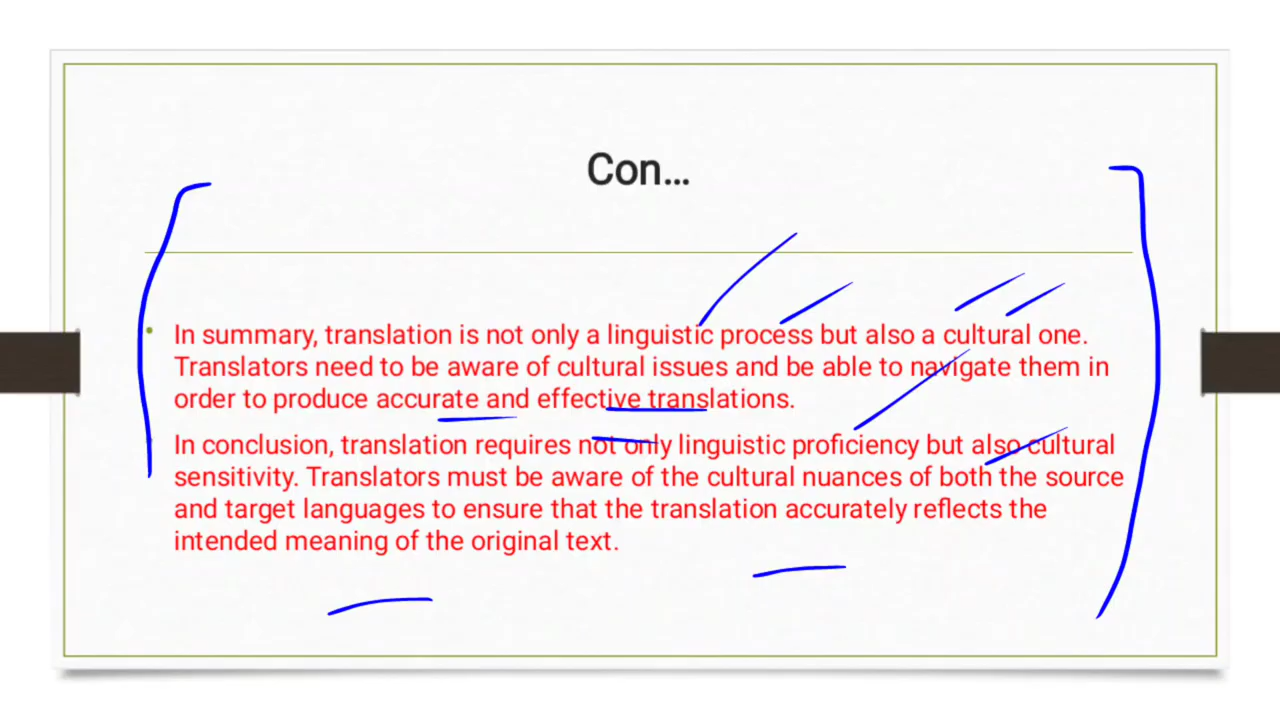 Con...
• In summary, translation is not only a linguistic process but also a cultural one.
Translators need to be aware of cultural issues and be able to navigate them in
order to produce accurate and effective translations.
• In conclusion, translation requires not only linguistic proficiency but also cultural
sensitivity. Translators must be aware of the cultural nuances of both the source
and target languages to ensure that the translation accurately reflects the
intended meaning of the original text.